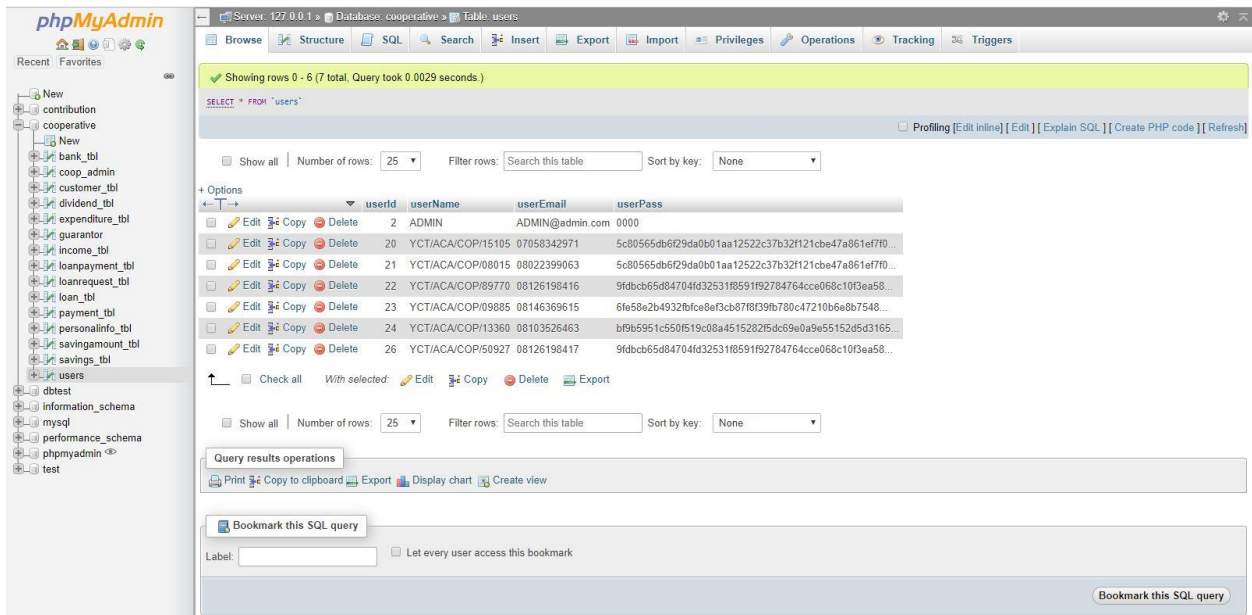 phpMyAdmin
Recent Favorites
New
contribution
cooperative
New
bank_tbl
coop_admin
customer_tbl
dividend_tbl
expenditure_tbl
guarantor
income_tbl
loanpayment_tbl
loanrequest_tbl
loan_tbl
payment_tbl
personalinfo_tbl
savingamount_tbl
savings_tbl
users
dbtest
information_schema
mysql
performance_schema
phpmyadmin
test
Server: 127.0.0.1 » Database: cooperative » Table: users
Browse Structure SQL Search Insert Export Import Privileges Operations Tracking Triggers
Showing rows 0 - 6 (7 total, Query took 0.0029 seconds.)
SELECT * FROM `users`
Profiling [Edit inline] [ Edit ] [ Explain SQL ] [ Create PHP code ] [ Refresh]
Show all | Number of rows: 25 Filter rows: Search this table Sort by key: None
+ Options
←T→ userId userName userEmail userPass
Edit Copy Delete 2 ADMIN ADMIN@admin.com 0000
Edit Copy Delete 20 YCT/ACA/COP/15105 07058342971 5c80565db6f29da0b01aa12522c37b32f121cbe47a861ef7f0...
Edit Copy Delete 21 YCT/ACA/COP/08015 08022399063 5c80565db6f29da0b01aa12522c37b32f121cbe47a861ef7f0...
Edit Copy Delete 22 YCT/ACA/COP/89770 08126198416 9fdbcb65d84704fd32531f8591f92784764cce068c10f3ea58...
Edit Copy Delete 23 YCT/ACA/COP/09885 08146369615 6fe58e2b4932fbfce8ef3cb87f8f39fb780c47210b6e8b7548...
Edit Copy Delete 24 YCT/ACA/COP/13360 08103526463 bf9b5951c550f519c08a4515282f5dc69e0a9e55152d5d3165...
Edit Copy Delete 26 YCT/ACA/COP/50927 08126198417 9fdbcb65d84704fd32531f8591f92784764cce068c10f3ea58...
Check all With selected: Edit Copy Delete Export
Show all | Number of rows: 25 Filter rows: Search this table Sort by key: None
Query results operations
Print Copy to clipboard Export Display chart Create view
Bookmark this SQL query
Label: Let every user access this bookmark
Bookmark this SQL query